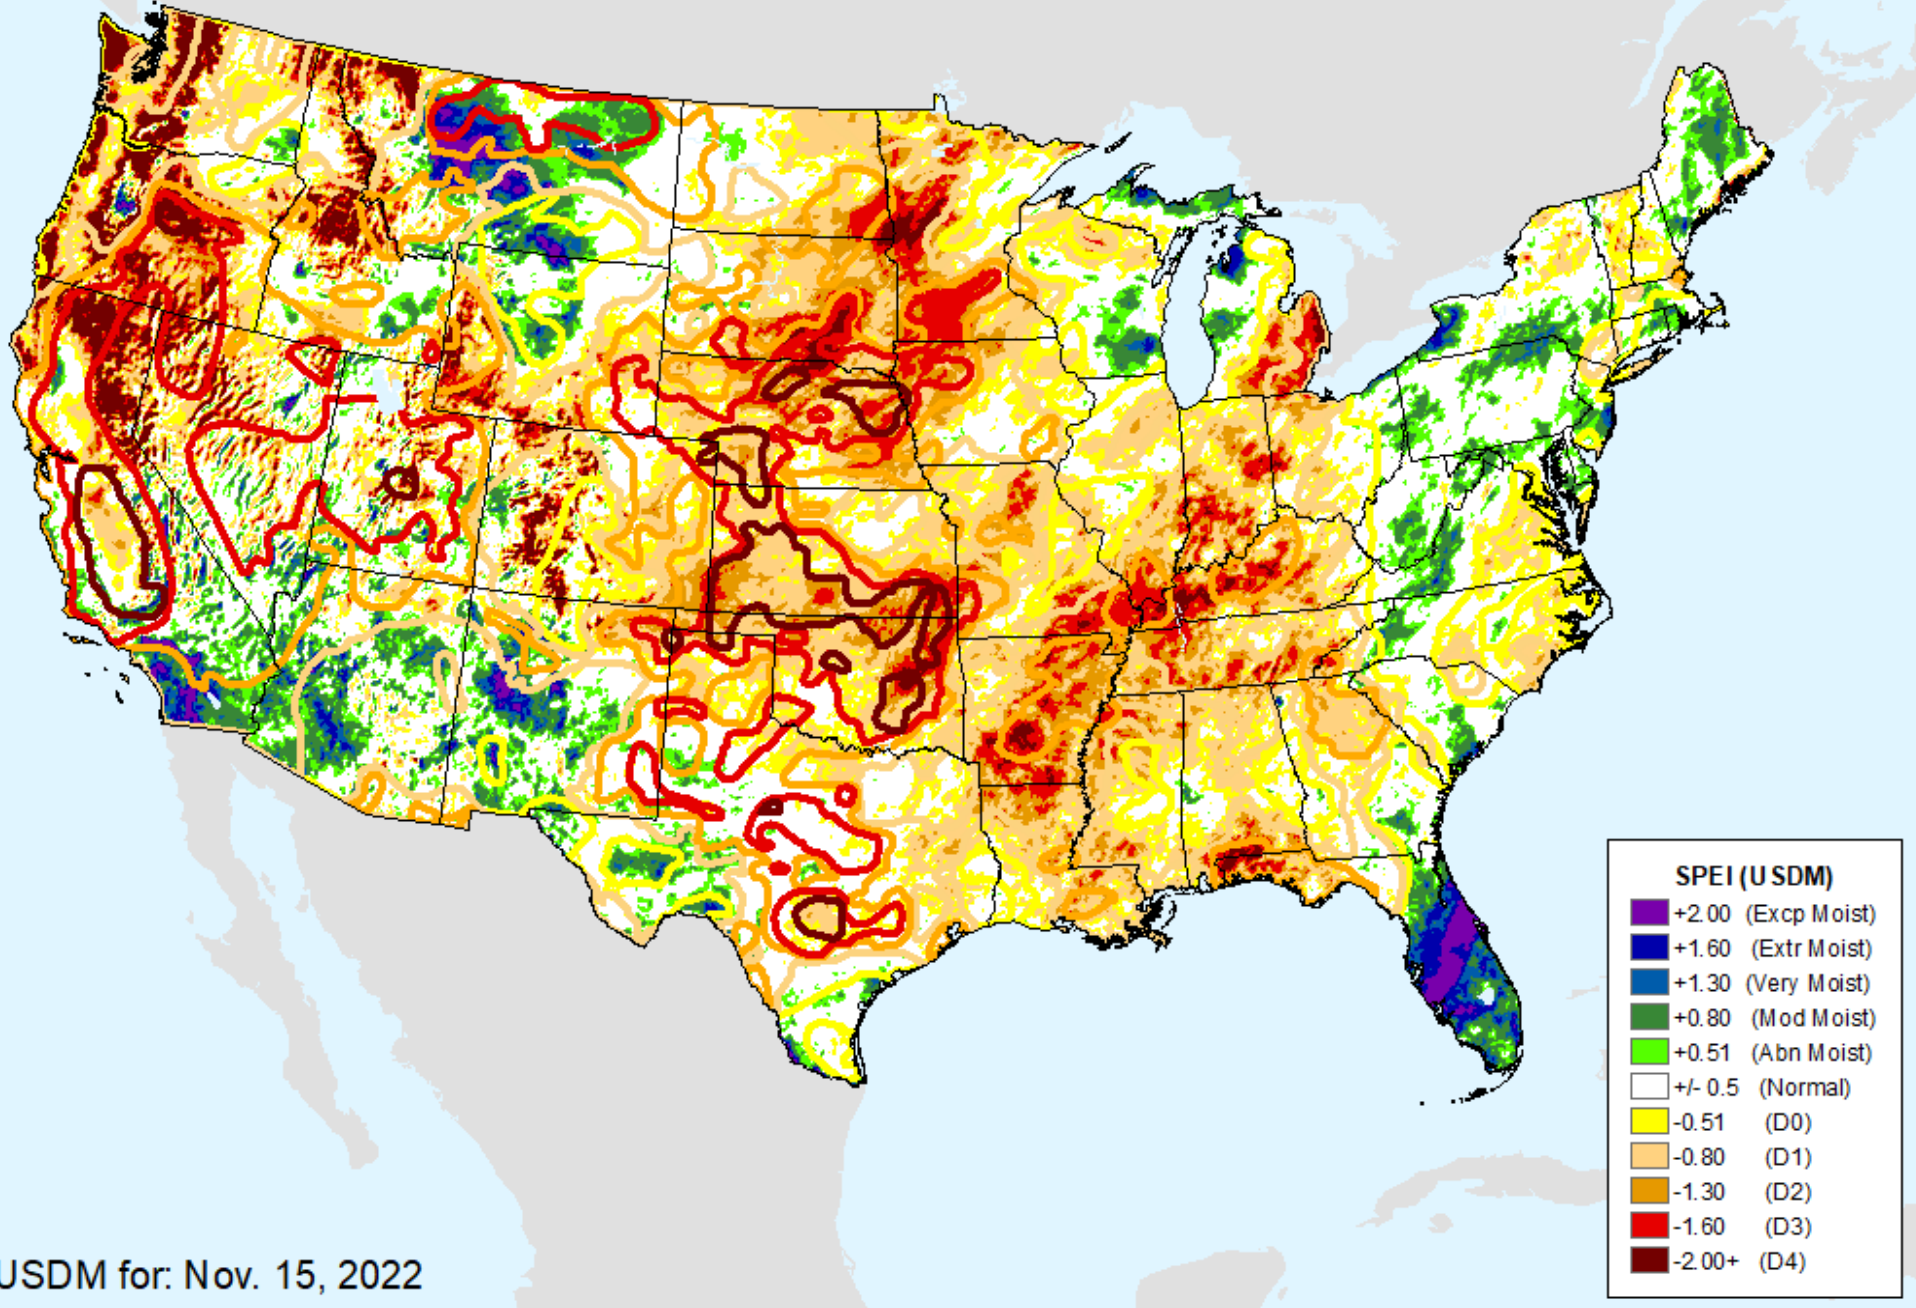 SPEI (USDM)
+2.00 (Excp Moist)
+1.60 (Extr Moist)
+1.30 (Very Moist)
+0.80 (Mod Moist)
+0.51 (Abn Moist)
+/- 0.5 (Normal)
-0.51 (D0)
-0.80 (D1)
-1.30 (D2)
-1.60 (D3)
-2.00+ (D4)
USDM for: Nov. 15, 2022